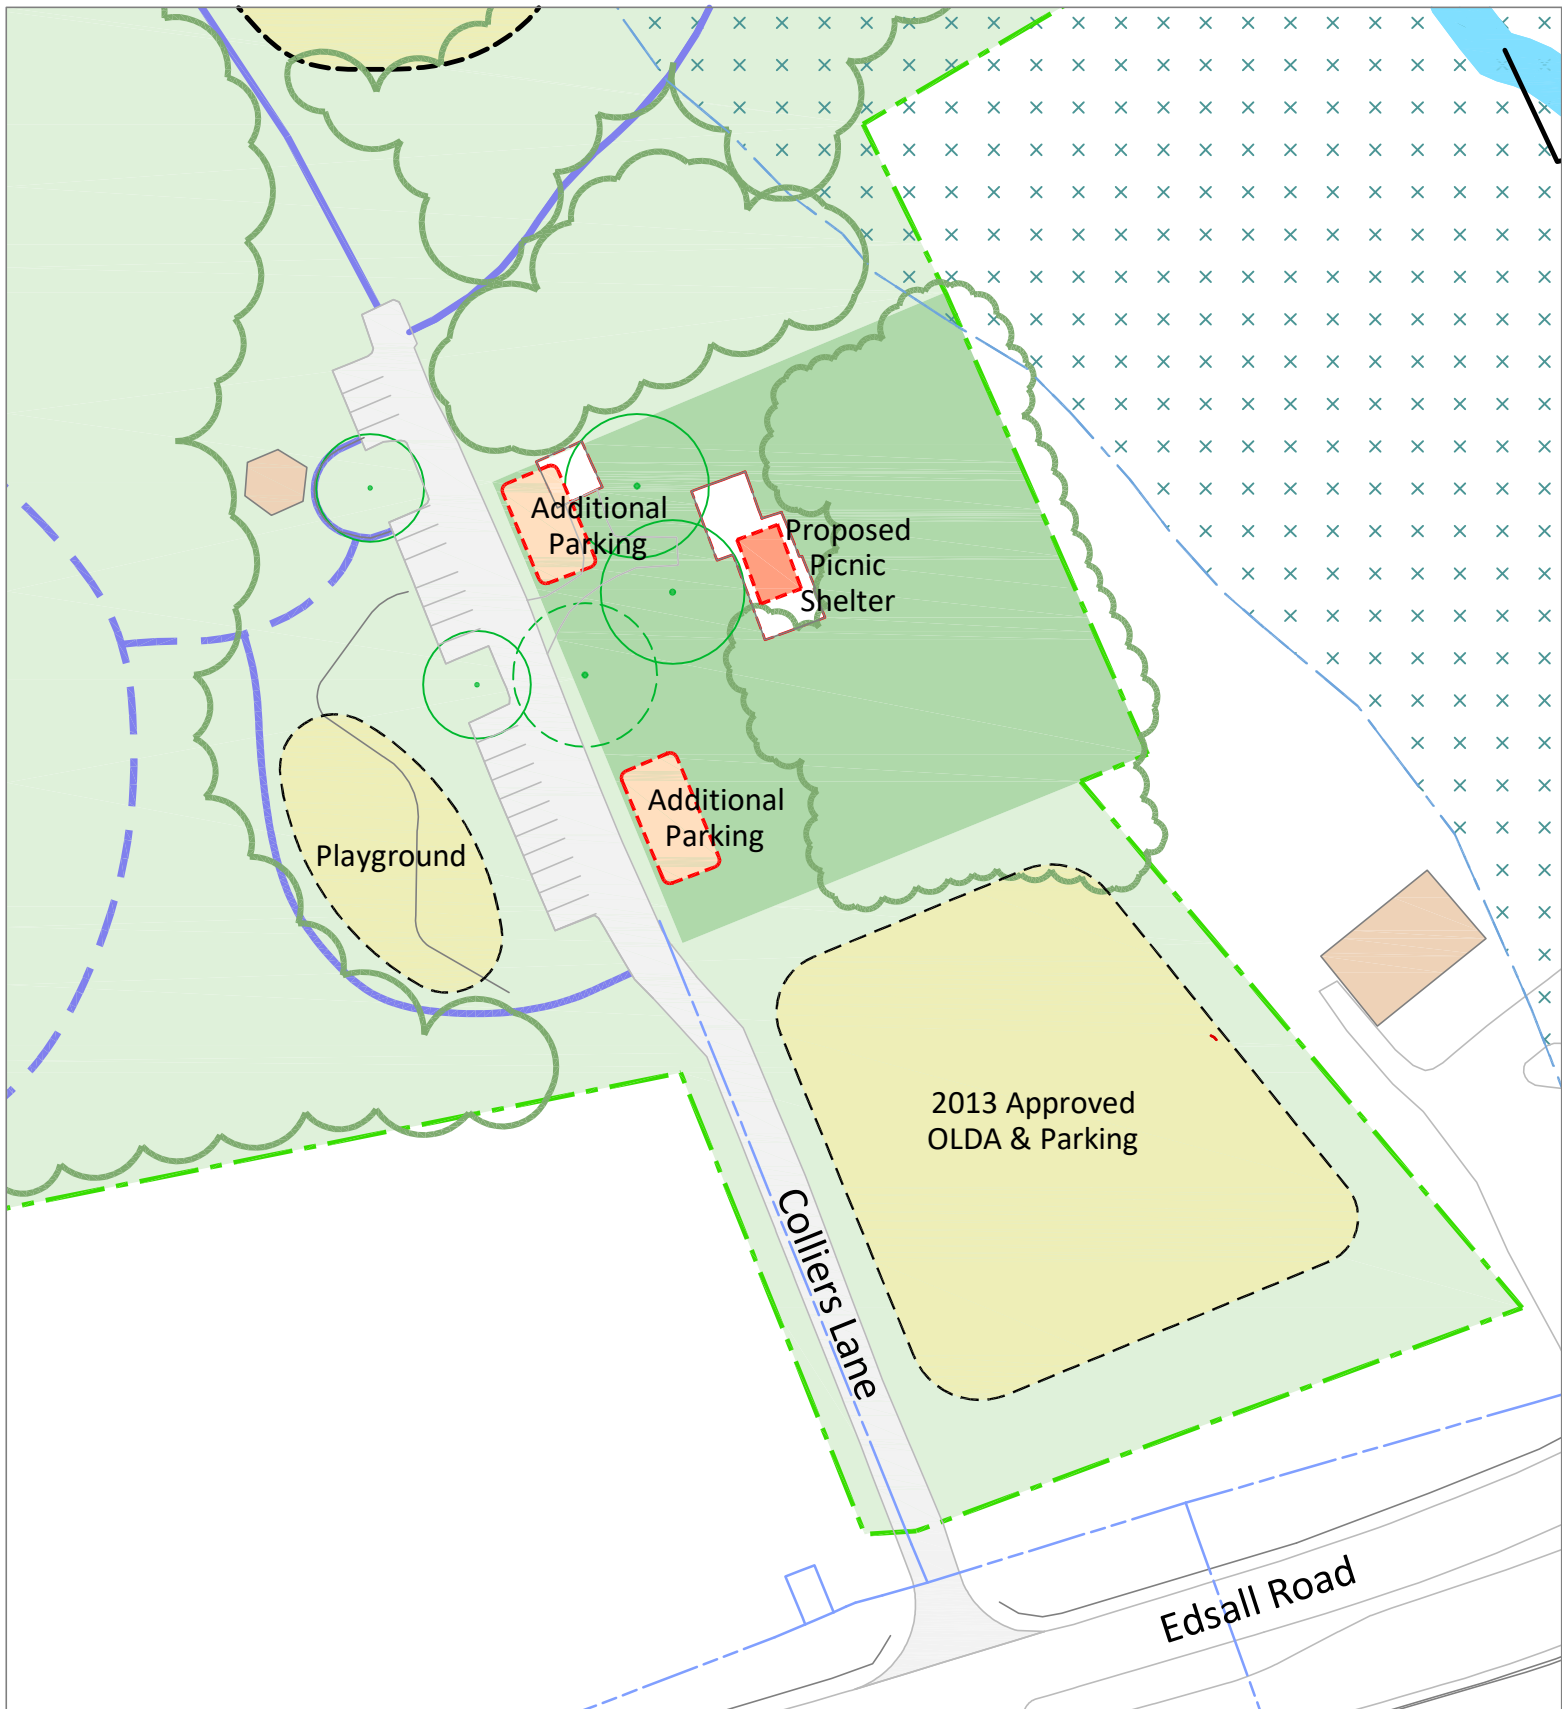 Additional
Parking
Proposed
Picnic
Shelter
Additional
Parking
Playground
2013 Approved
OLDA & Parking
Colliers Lane
Edsall Road